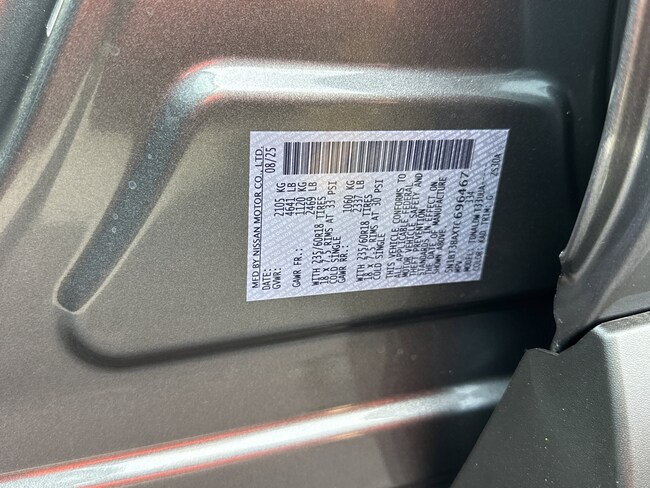 MFD BY NISSAN MOTOR CO., LTD.
DATE: 08/25
GVWR: 2105 KG
4641 LB
GAWR FR.: 1120 KG
2469 LB
WITH 235/60R18 TIRES
18 X 7.5 RIMS AT 33 PSI
COLD SINGLE
GAWR RR.: 1060 KG
2337 LB
WITH 235/60R18 TIRES
18 X 7.5 RIMS AT 30 PSI
COLD SINGLE
THIS VEHICLE CONFORMS TO
ALL APPLICABLE FEDERAL
MOTOR VEHICLE SAFETY AND
THEFT PREVENTION
STANDARDS IN EFFECT ON
THE DATE OF MANUFACTURE
SHOWN ABOVE.
696467
MPV
MODEL:
COLOR: KAD TRIM: